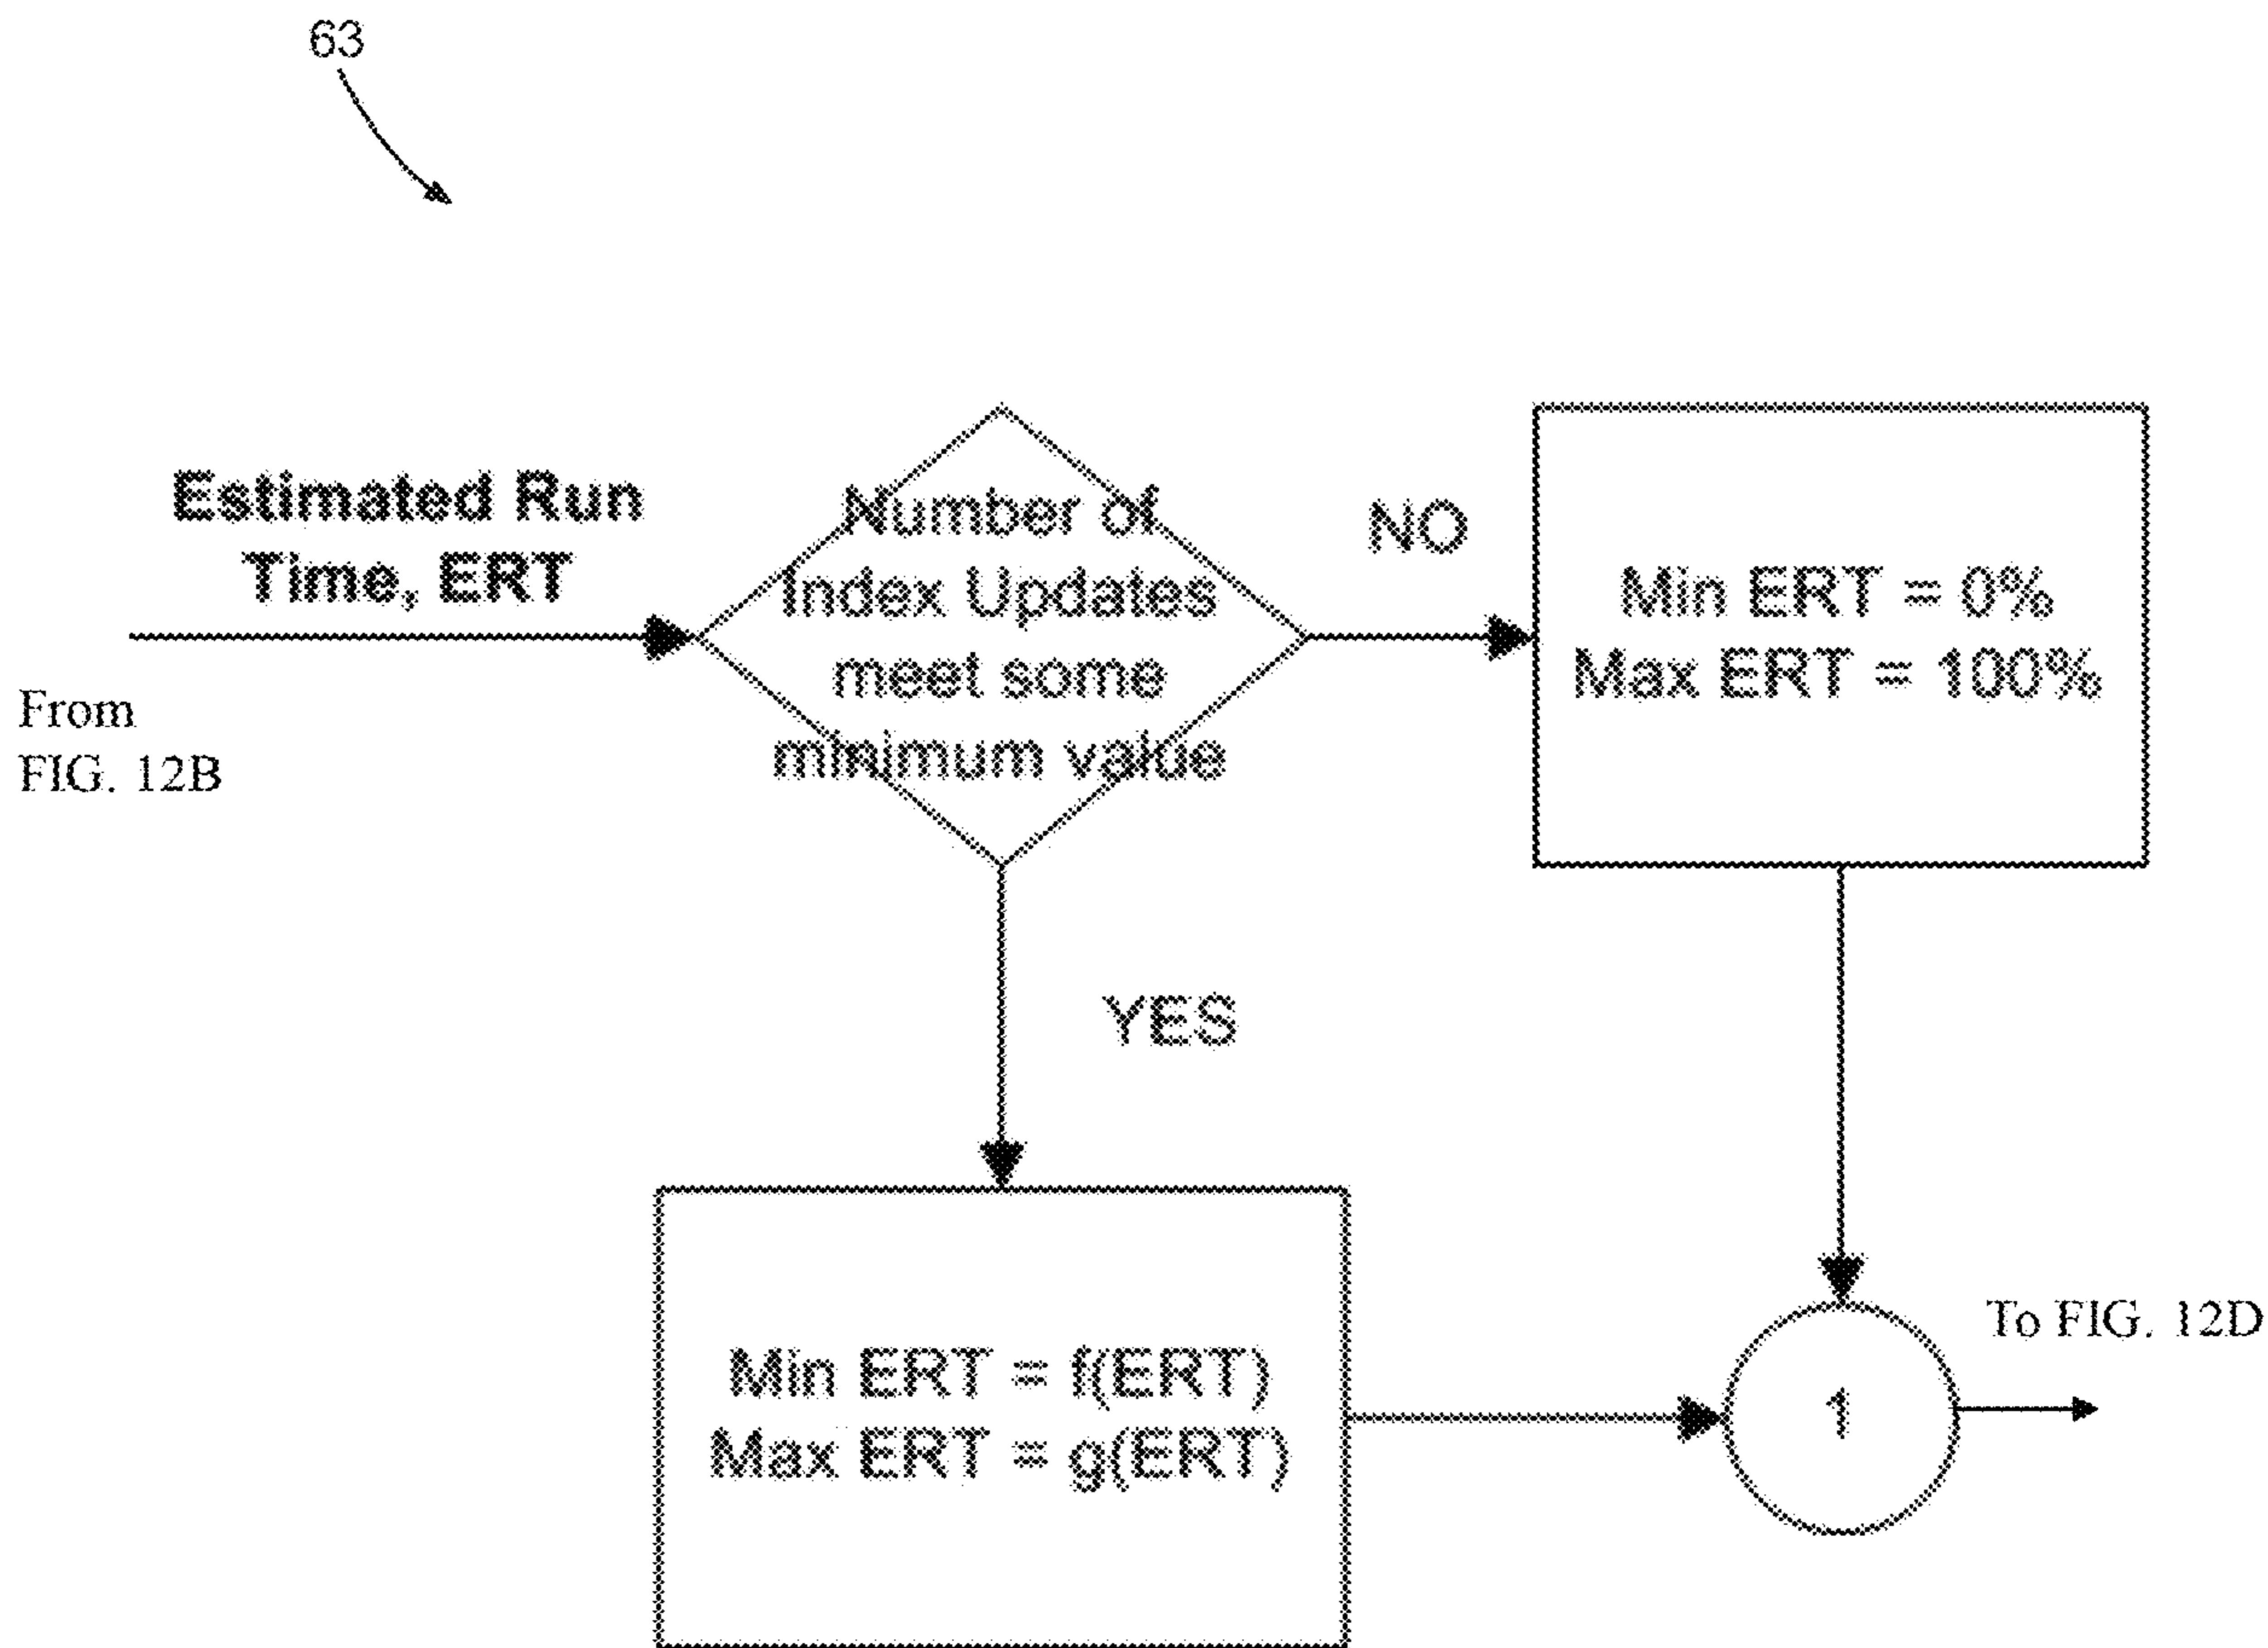 63
Estimated Run
Time, ERT
From
FIG. 12B
Number of
Index Updates
meet some
minimum value
NO
Min ERT = 0%
Max ERT = 100%
YES
Min ERT = f(ERT)
Max ERT = g(ERT)
1
To FIG. 12D